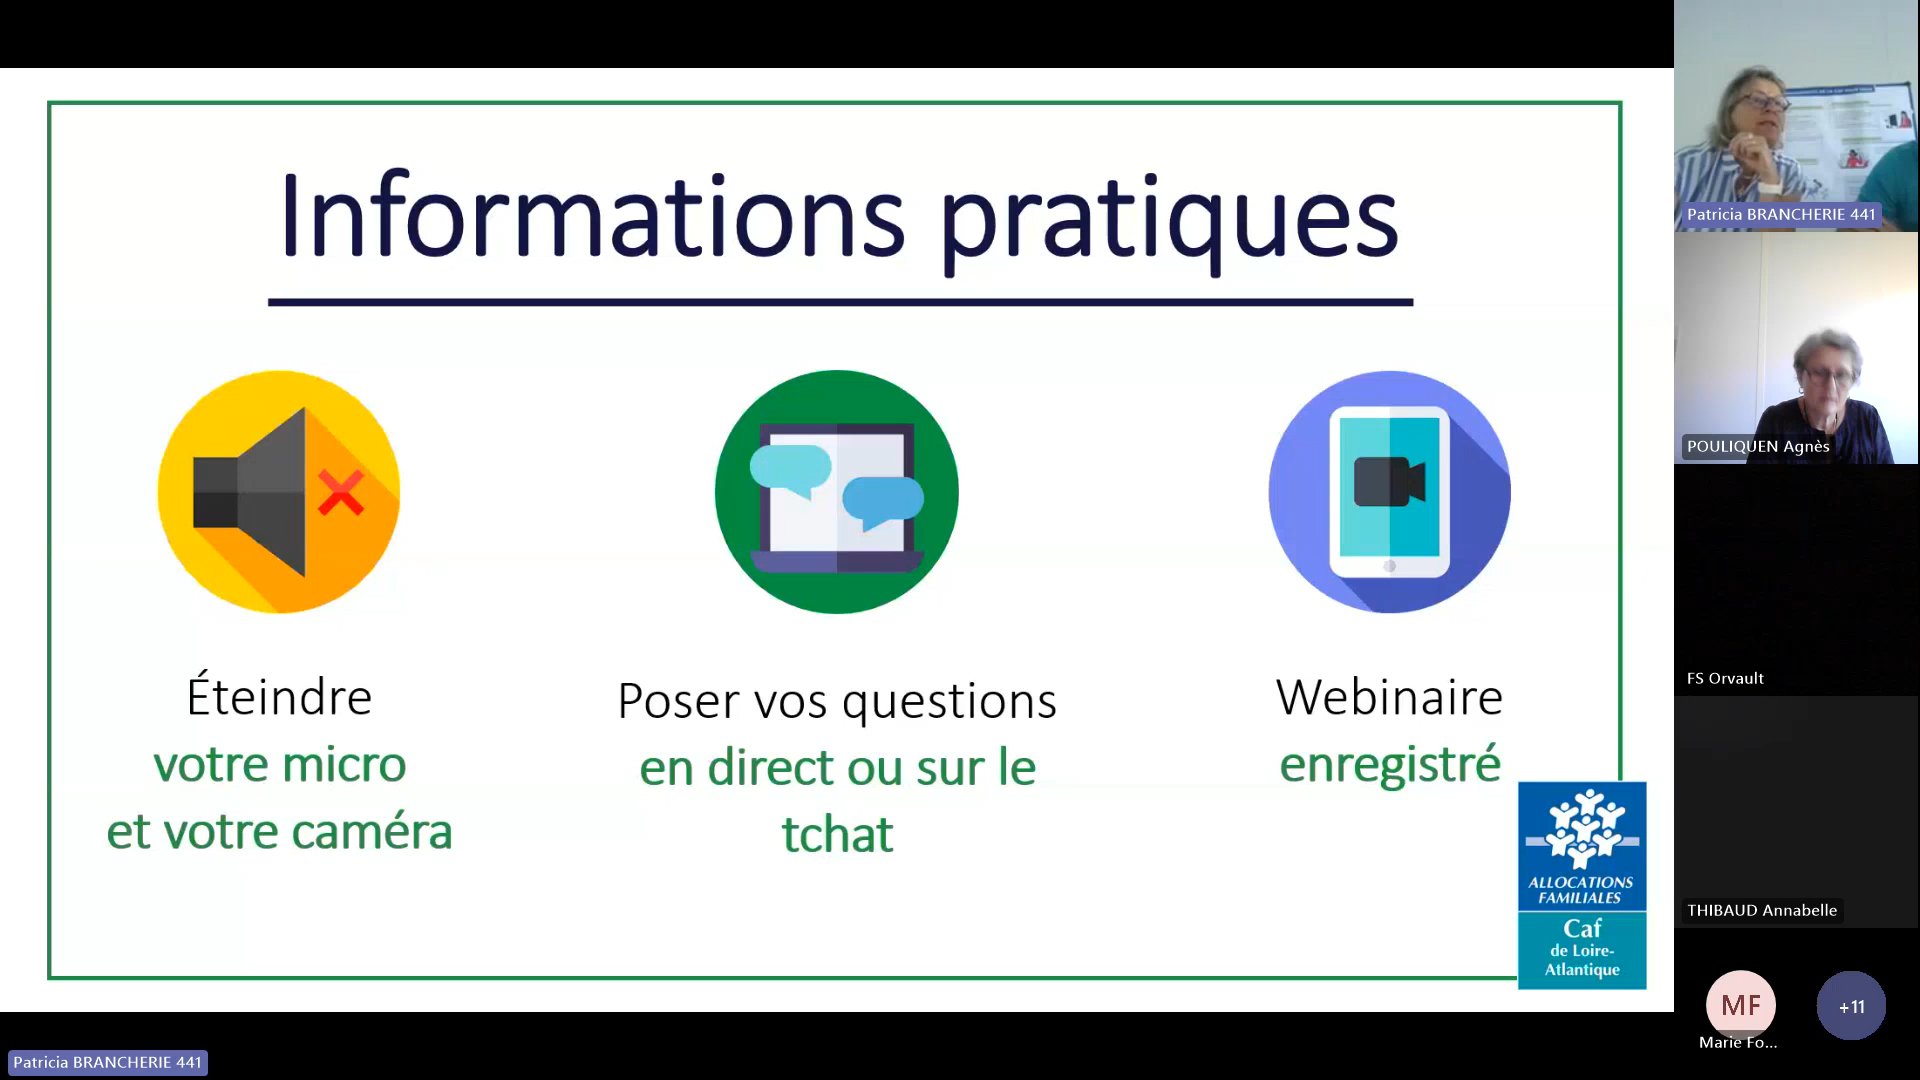 Informations pratiques
Éteindre
votre micro
et votre caméra
Poser vos questions
en direct ou sur le
tchat
Webinaire
enregistré
ALLOCATIONS
FAMILIALES
Caf
de Loire-
Atlantique
Patricia BRANCHERIE 441
POULIQUEN Agnès
FS Orvault
THIBAUD Annabelle
MF
Marie Fo...
+11
Patricia BRANCHERIE 441